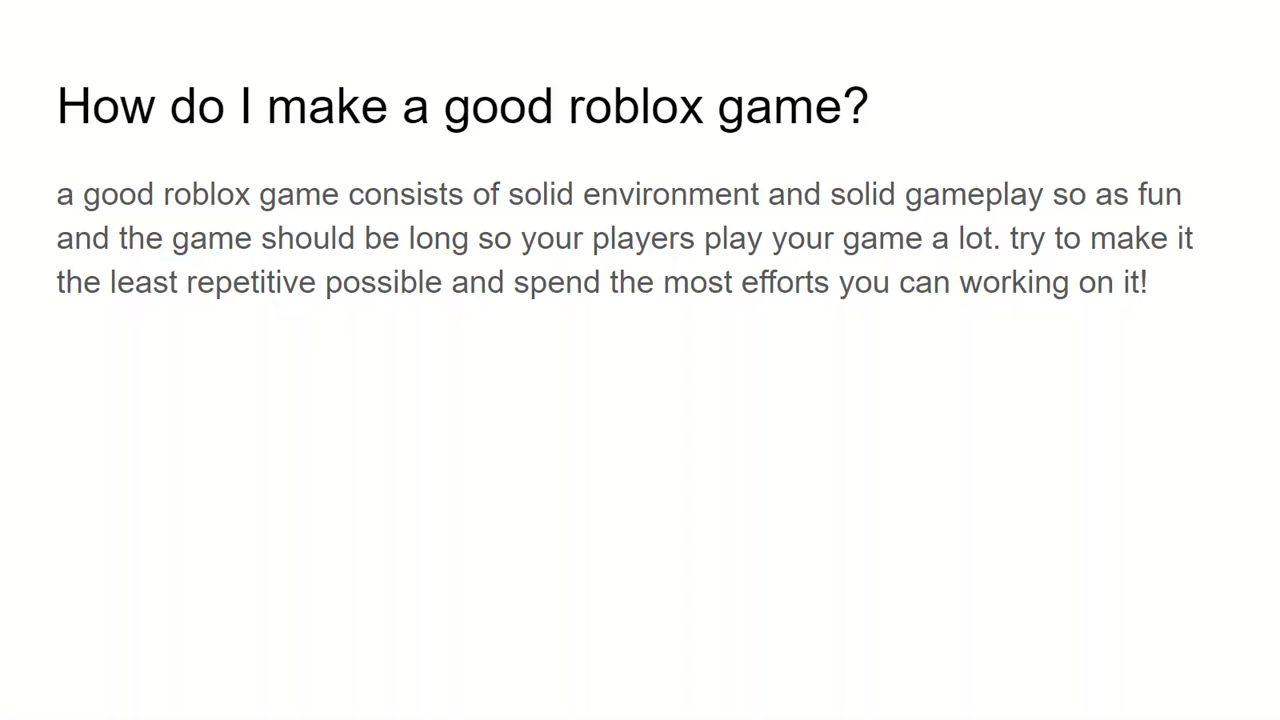 How do I make a good roblox game?
a good roblox game consists of solid environment and solid gameplay so as fun
and the game should be long so your players play your game a lot. try to make it
the least repetitive possible and spend the most efforts you can working on it!